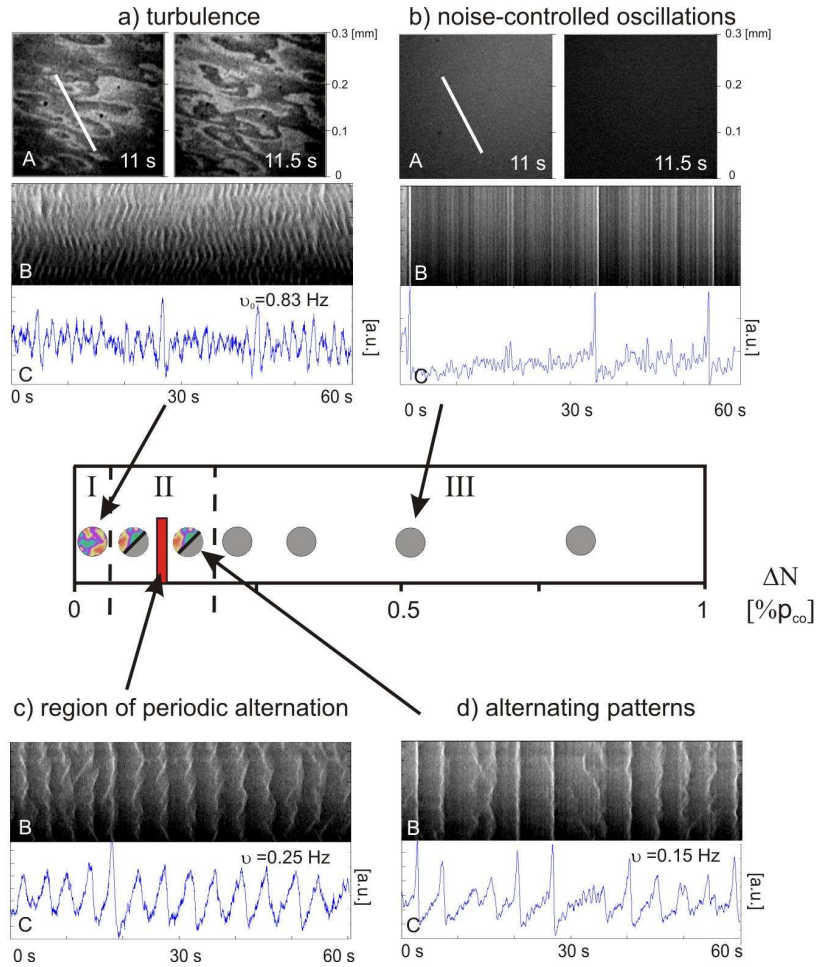 a) turbulence
b) noise-controlled oscillations
0.3 [mm]
0.2
0.1
0
A
11 s
11.5 s
0.3 [mm]
0.2
0.1
0
A
11 s
11.5 s
B
B
υ₀=0.83 Hz
[a.u.]
C
0 s
30 s
60 s
[a.u.]
C
0 s
30 s
60 s
I
II
III
0
0.5
1
ΔN
[%p_co]
c) region of periodic alternation
d) alternating patterns
B
B
υ =0.25 Hz
[a.u.]
C
0 s
30 s
60 s
υ =0.15 Hz
[a.u.]
C
0 s
30 s
60 s